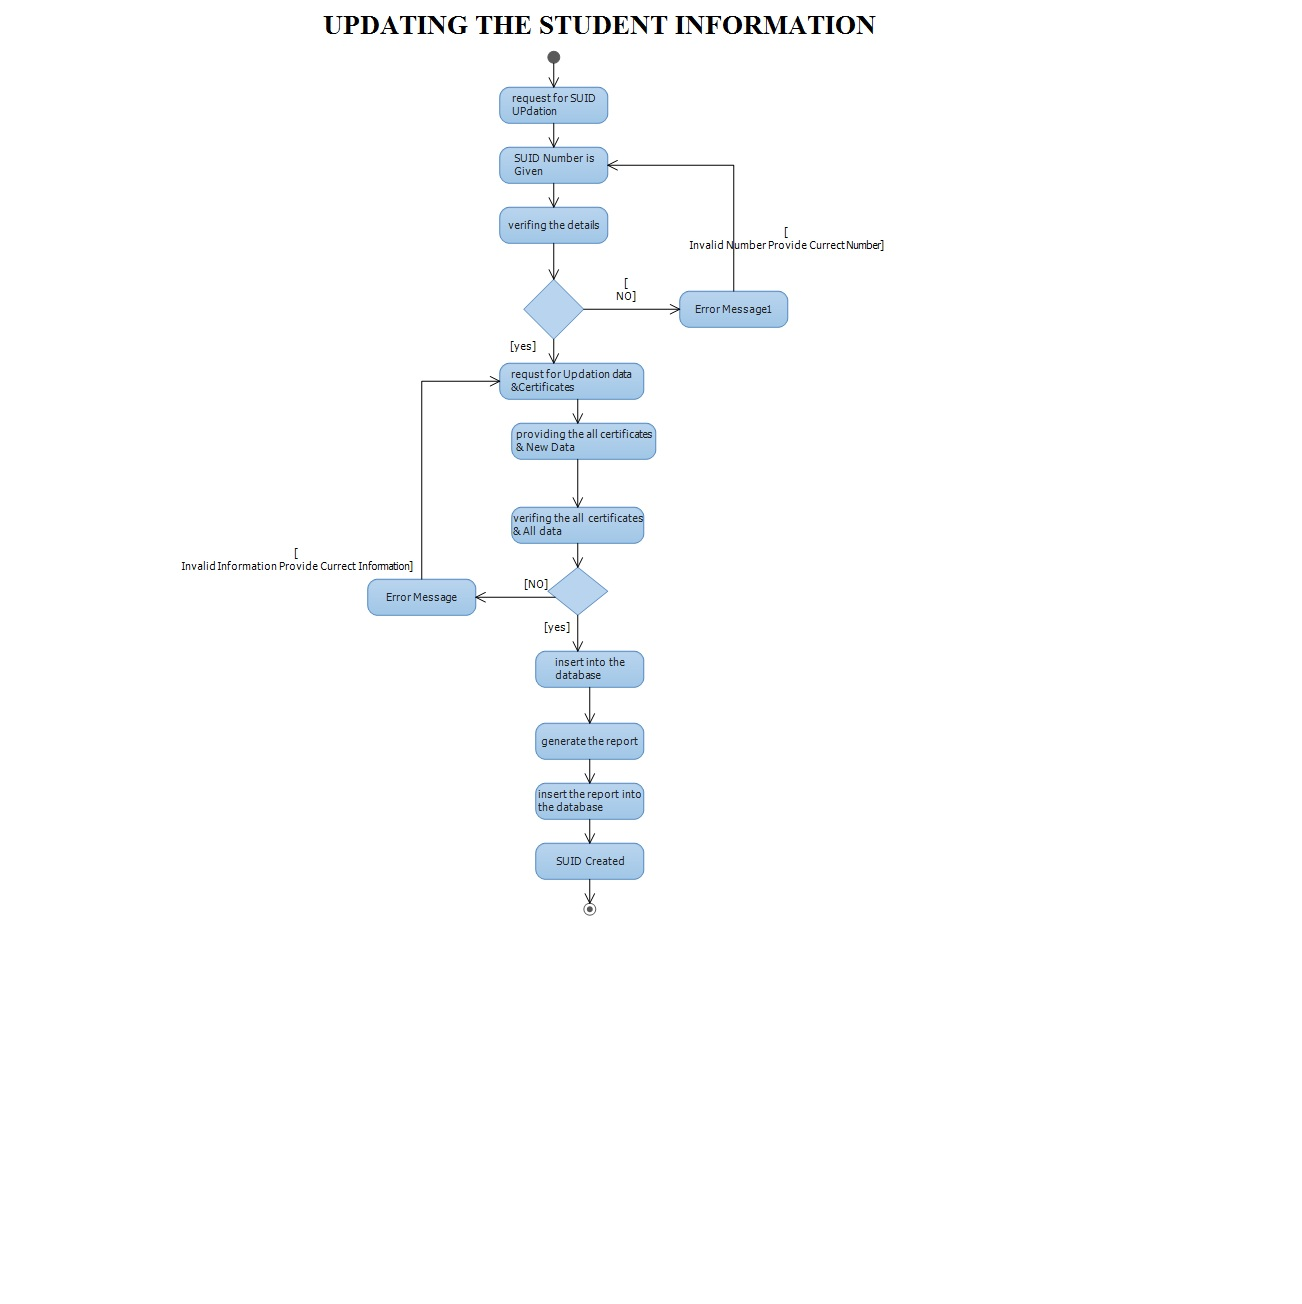 UPDATING THE STUDENT INFORMATION
request for SUID
UPdation
SUID Number is
Given
verifing the details
[
Invalid Number Provide Currect Number]
[
NO]
Error Message1
[yes]
requst for Updation data
&Certificates
providing the all certificates
& New Data
verifing the all certificates
& All data
[
Invalid Information Provide Currect Information]
[NO]
Error Message
[yes]
insert into the
database
generate the report
insert the report into
the database
SUID Created